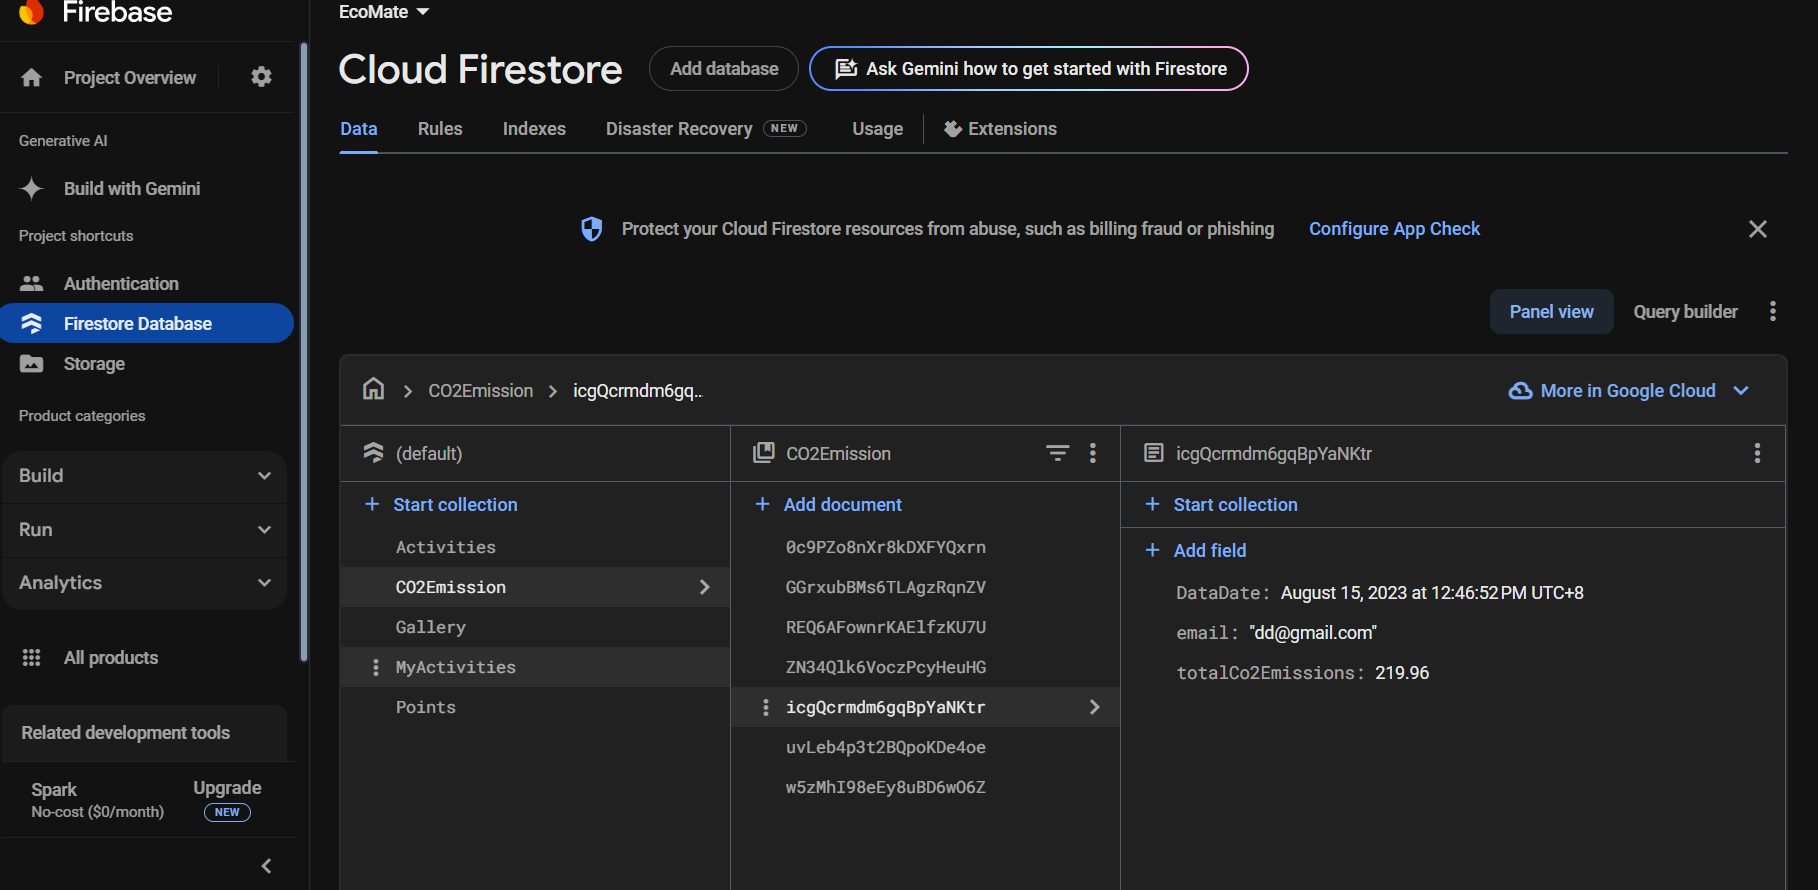 Firebase
EcoMate
Project Overview
Cloud Firestore
Add database
Ask Gemini how to get started with Firestore
Generative AI
Data
Rules
Indexes
Disaster Recovery NEW
Usage
Extensions
Build with Gemini
Project shortcuts
Protect your Cloud Firestore resources from abuse, such as billing fraud or phishing
Configure App Check
Authentication
Firestore Database
Storage
Panel view
Query builder
Product categories
CO2Emission
icgQcrmdm6gq..
More in Google Cloud
Build
Run
Analytics
All products
Related development tools
Spark
No-cost ($0/month)
Upgrade
NEW
(default)
Start collection
Activities
CO2Emission
Gallery
MyActivities
Points
CO2Emission
Add document
0c9PZo8nXr8kDXFYQxrn
GGrxubBMs6TLAgzRqnZV
REQ6AFownrKAElfzKU7U
ZN34Qlk6VoczPcyHeuHG
icgQcrmdm6gqBpYaNKtr
uvLeb4p3t2BQpoKDe4oe
w5zMhI98eEy8uBD6wO6Z
icgQcrmdm6gqBpYaNKtr
Start collection
Add field
DataDate: August 15, 2023 at 12:46:52 PM UTC+8
email: "dd@gmail.com"
totalCo2Emissions: 219.96